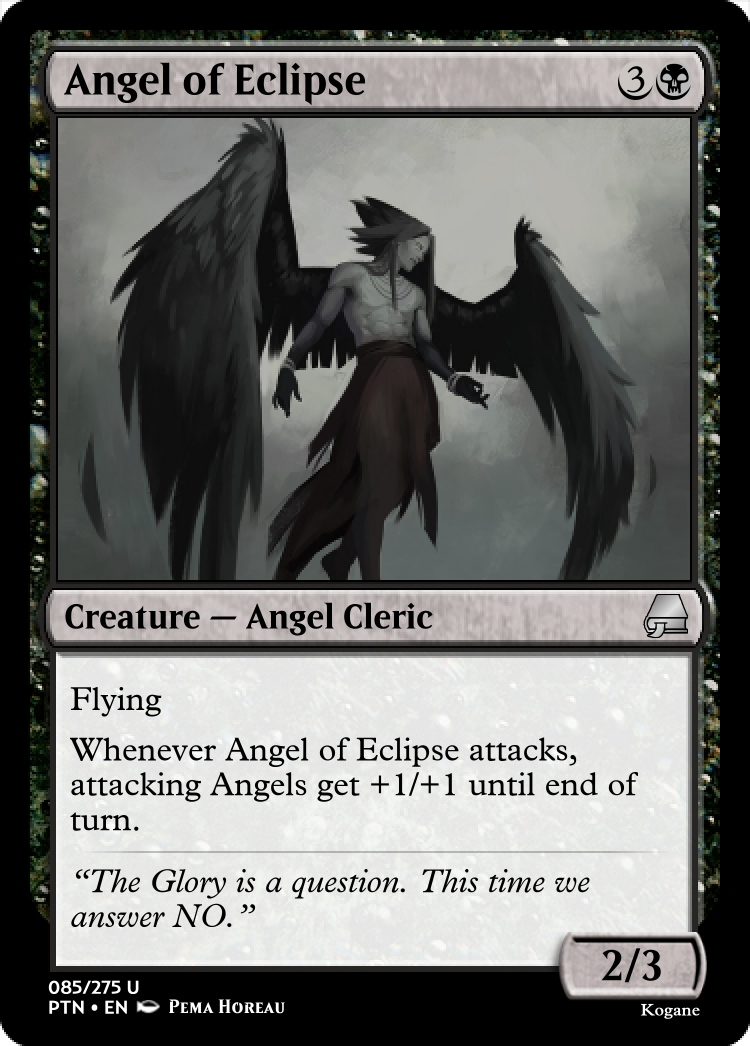 Angel of Eclipse 3
Creature — Angel Cleric
Flying
Whenever Angel of Eclipse attacks,
attacking Angels get +1/+1 until end of
turn.
“The Glory is a question. This time we
answer NO.”
2/3
085/275 U
PTN • EN Pema Horeau
Kogane